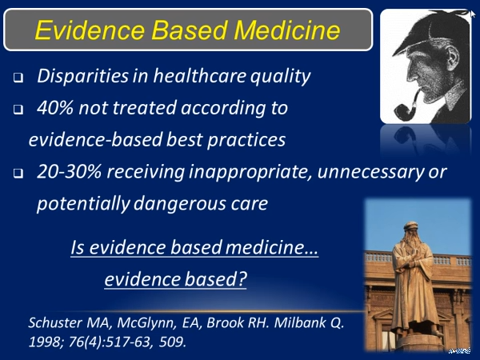 Evidence Based Medicine
Disparities in healthcare quality
40% not treated according to
evidence-based best practices
20-30% receiving inappropriate, unnecessary or
potentially dangerous care
Is evidence based medicine…
evidence based?
Schuster MA, McGlynn, EA, Brook RH. Milbank Q.
1998; 76(4):517-63, 509.